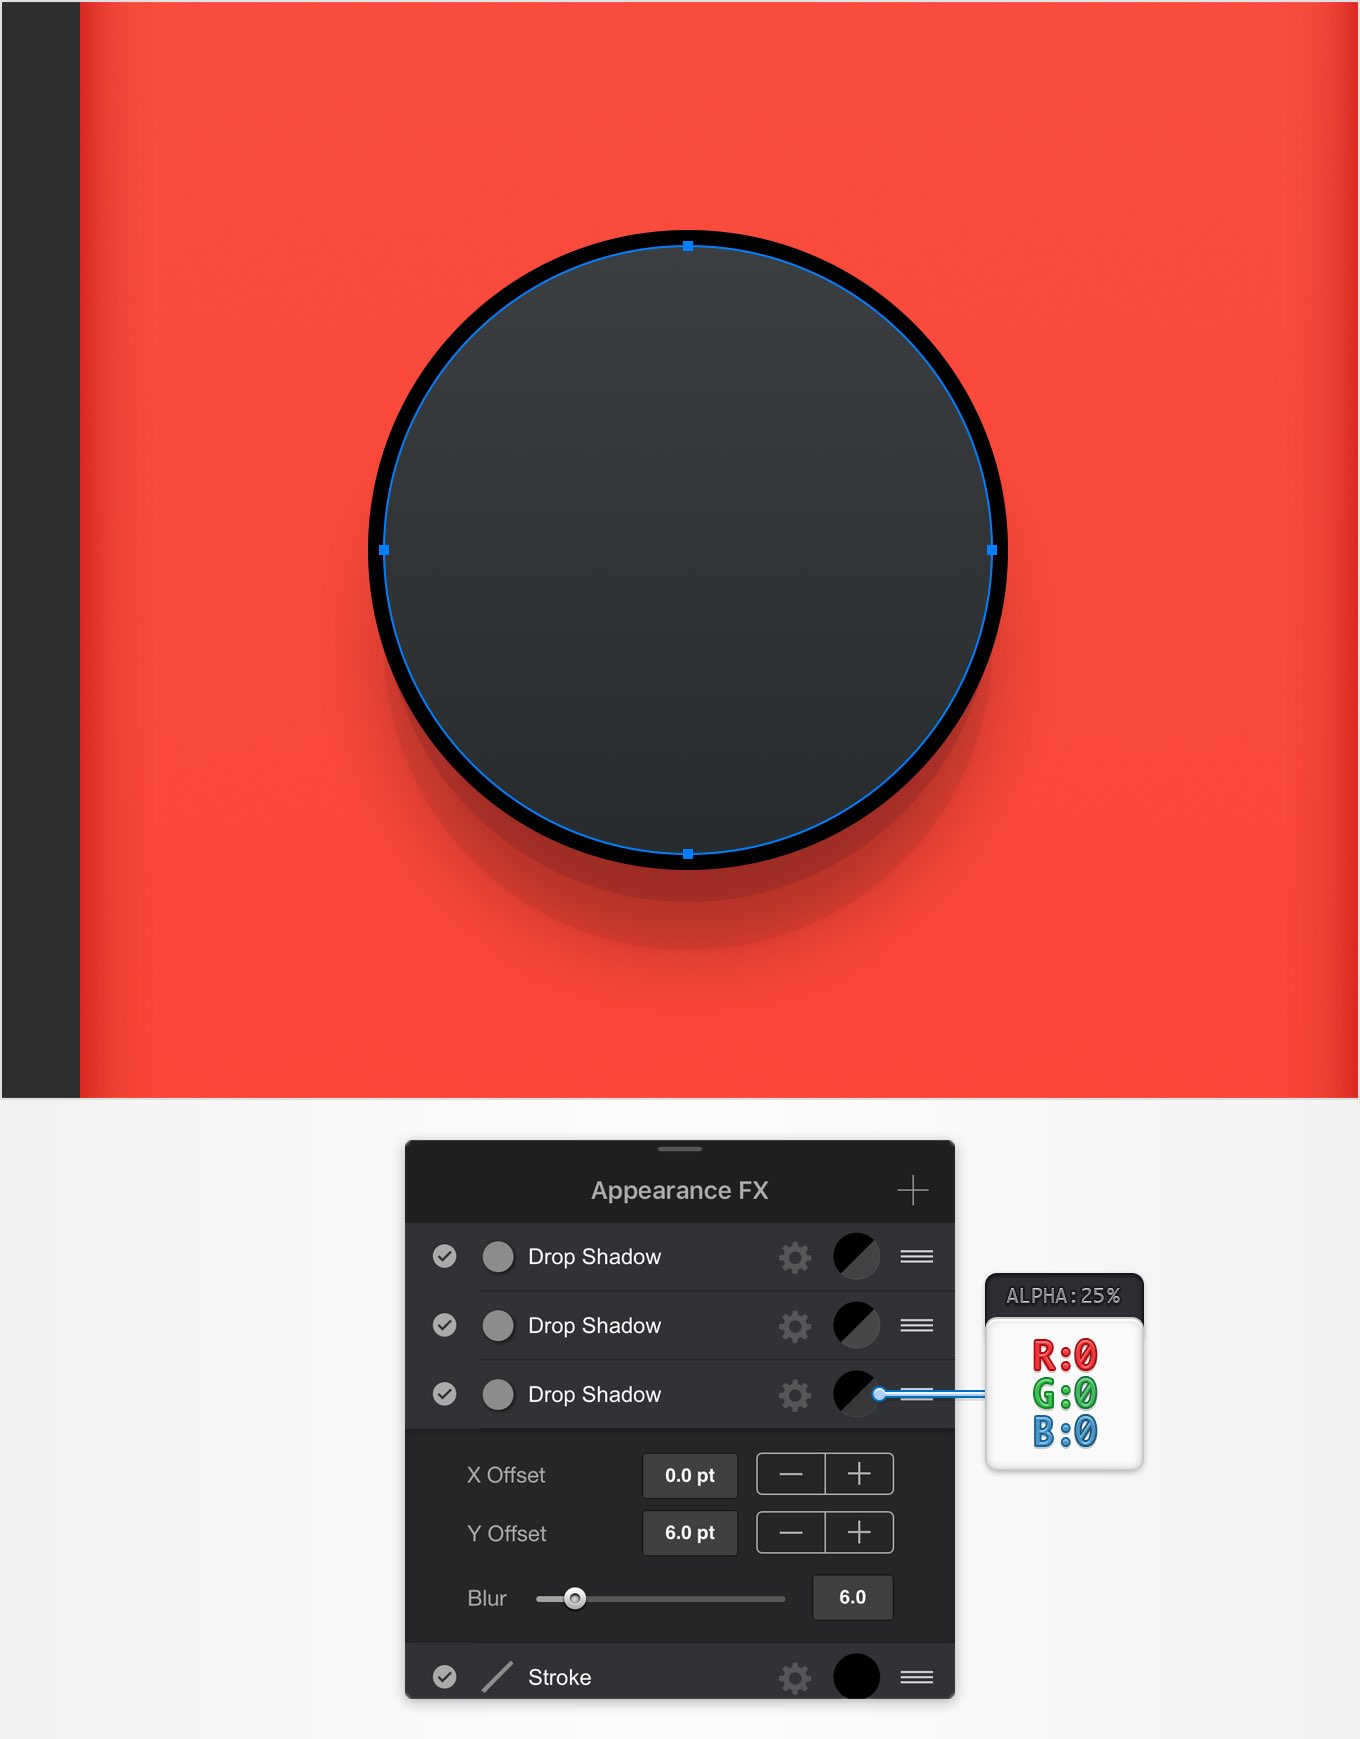 Appearance FX
Drop Shadow
Drop Shadow
Drop Shadow
ALPHA:25%
R:0
G:0
B:0
X Offset 0.0 pt
Y Offset 6.0 pt
Blur 6.0
Stroke